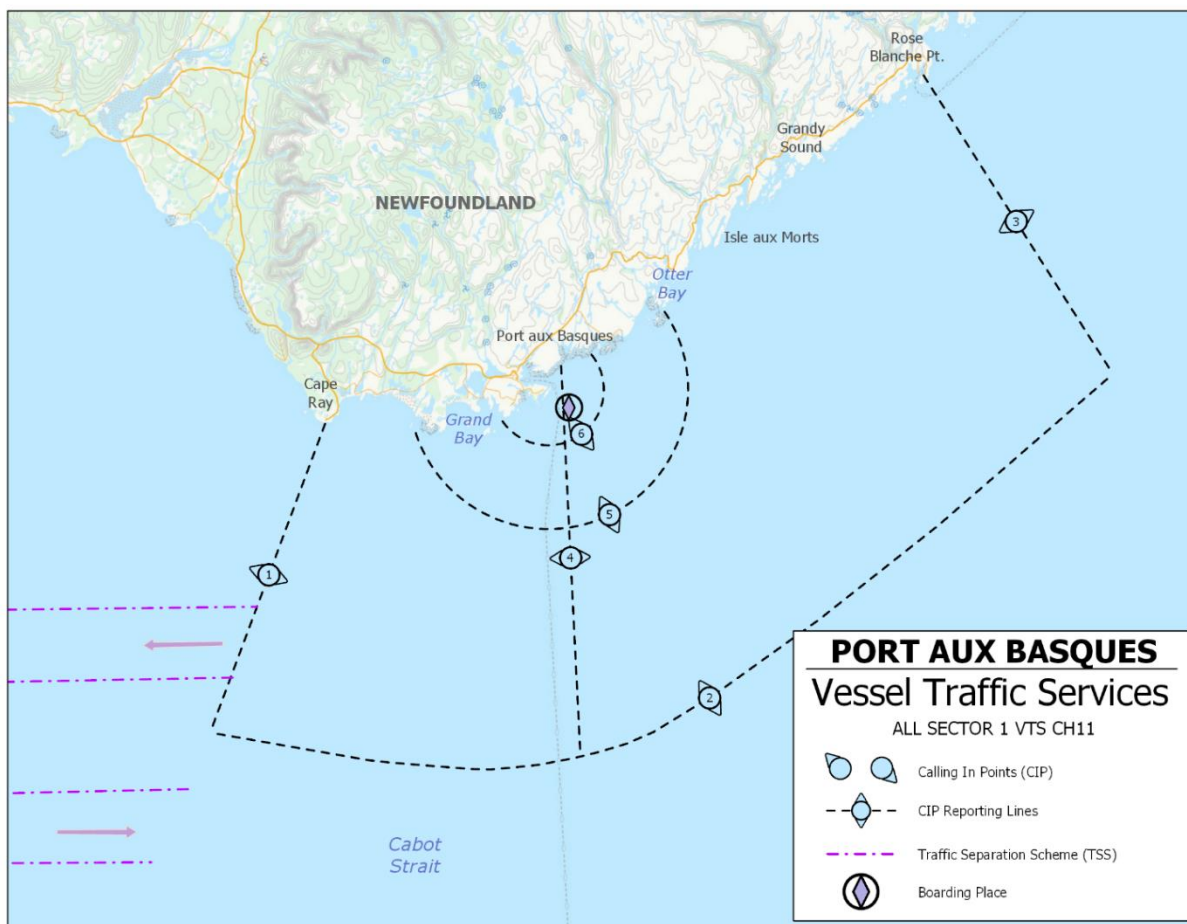 Rose
Blanche Pt.
Grandy
Sound
NEWFOUNDLAND
3
Isle aux Morts
Otter
Bay
Port aux Basques
Cape
Ray
Grand
Bay
6
5
4
1
2
PORT AUX BASQUES
Vessel Traffic Services
ALL SECTOR 1 VTS CH11
Calling In Points (CIP)
CIP Reporting Lines
Traffic Separation Scheme (TSS)
Boarding Place
Cabot
Strait